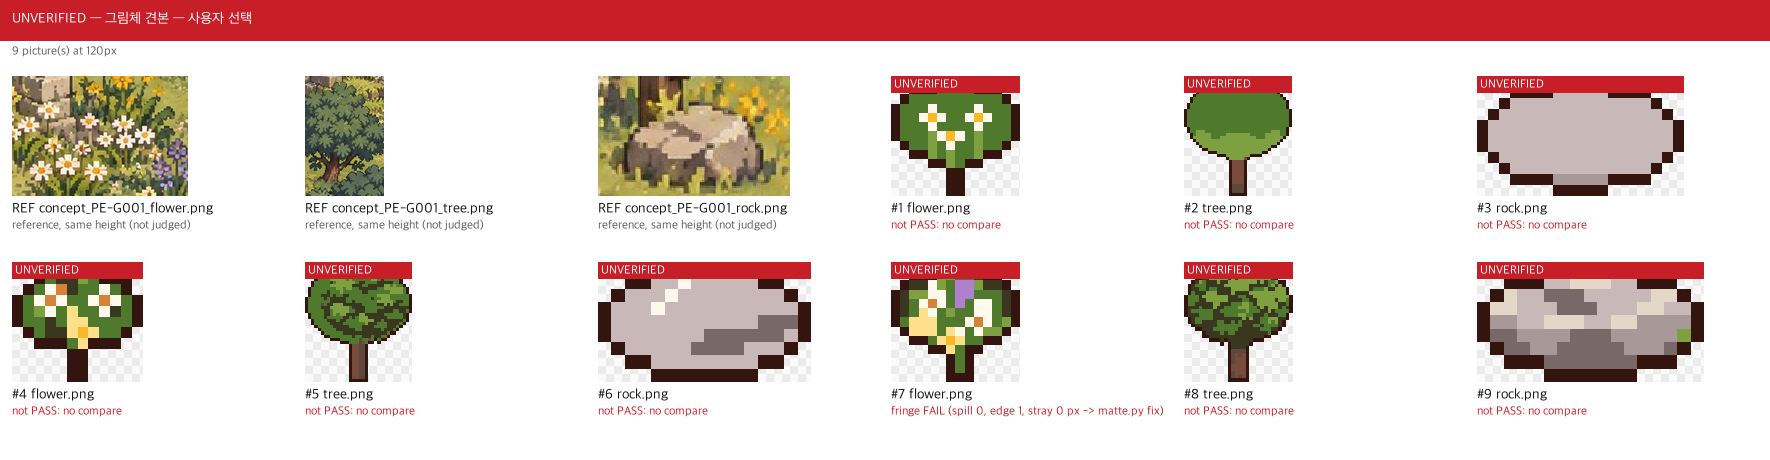 UNVERIFIED — 그림체 견본 — 사용자 선택
9 picture(s) at 120px
REF concept_PE-G001_flower.png
reference, same height (not judged)
REF concept_PE-G001_tree.png
reference, same height (not judged)
REF concept_PE-G001_rock.png
reference, same height (not judged)
UNVERIFIED
#1 flower.png
not PASS: no compare
UNVERIFIED
#2 tree.png
not PASS: no compare
UNVERIFIED
#3 rock.png
not PASS: no compare
UNVERIFIED
#4 flower.png
not PASS: no compare
UNVERIFIED
#5 tree.png
not PASS: no compare
UNVERIFIED
#6 rock.png
not PASS: no compare
UNVERIFIED
#7 flower.png
fringe FAIL (spill 0, edge 1, stray 0 px -> matte.py fix)
UNVERIFIED
#8 tree.png
not PASS: no compare
UNVERIFIED
#9 rock.png
not PASS: no compare